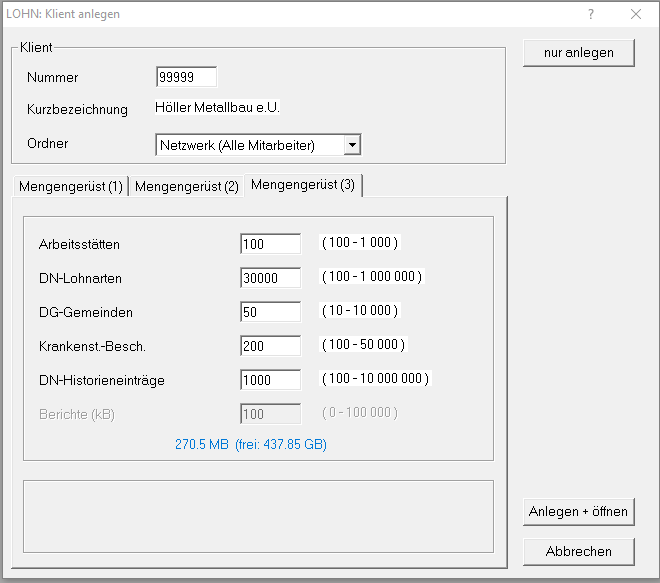 LOHN: Klient anlegen
Klient
nur anlegen
Nummer 99999
Kurzbezeichnung Höller Metallbau e.U.
Ordner Netzwerk (Alle Mitarbeiter)
Mengengerüst (1) Mengengerüst (2) Mengengerüst (3)
Arbeitsstätten 100 ( 100 - 1 000 )
DN-Lohnarten 30000 ( 100 - 1 000 000 )
DG-Gemeinden 50 ( 10 - 10 000 )
Krankenst.-Besch. 200 ( 100 - 50 000 )
DN-Historieneinträge 1000 ( 100 - 10 000 000 )
Berichte (kB) 100 ( 0 - 100 000 )
270.5 MB (frei: 437.85 GB)
Anlegen + öffnen
Abbrechen